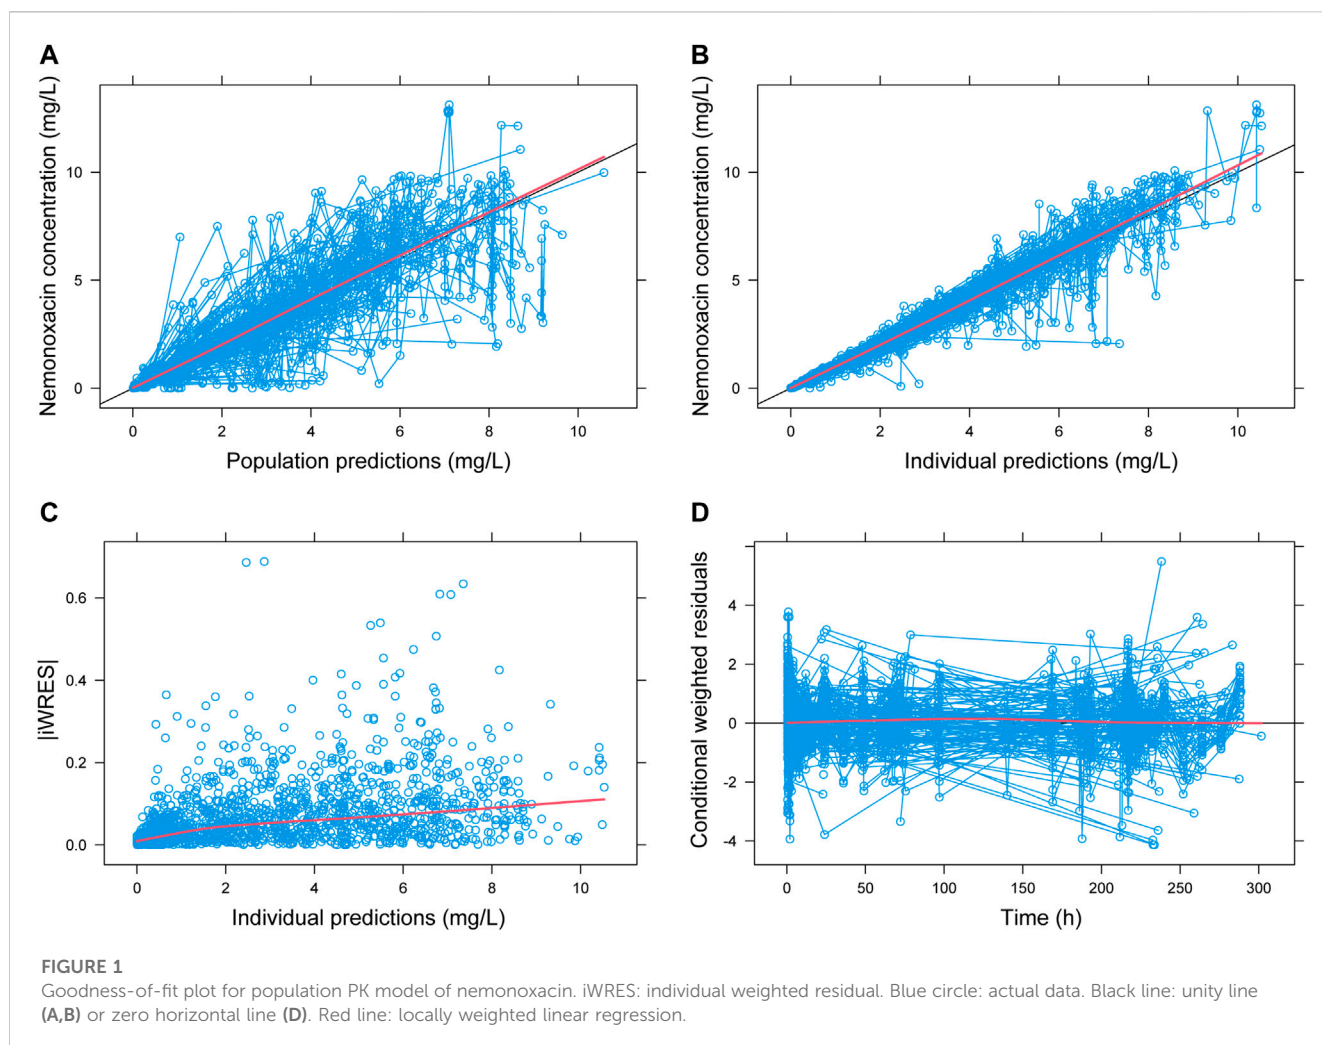 A
B
Nemonoxacin concentration (mg/L)
10
5
0
0 2 4 6 8 10
Population predictions (mg/L)
Nemonoxacin concentration (mg/L)
10
5
0
0 2 4 6 8 10
Individual predictions (mg/L)
C
D
|iWRES|
0.6
0.4
0.2
0.0
0 2 4 6 8 10
Individual predictions (mg/L)
Conditional weighted residuals
4
2
0
-2
-4
0 50 100 150 200 250 300
Time (h)
FIGURE 1
Goodness-of-fit plot for population PK model of nemonoxacin. iWRES: individual weighted residual. Blue circle: actual data. Black line: unity line
(A,B) or zero horizontal line (D). Red line: locally weighted linear regression.